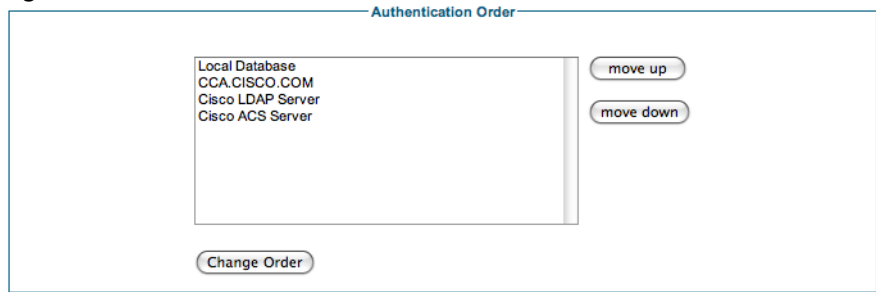 Authentication Order
Local Database
move up
CCA.CISCO.COM
Cisco LDAP Server
Cisco ACS Server
move down
Change Order